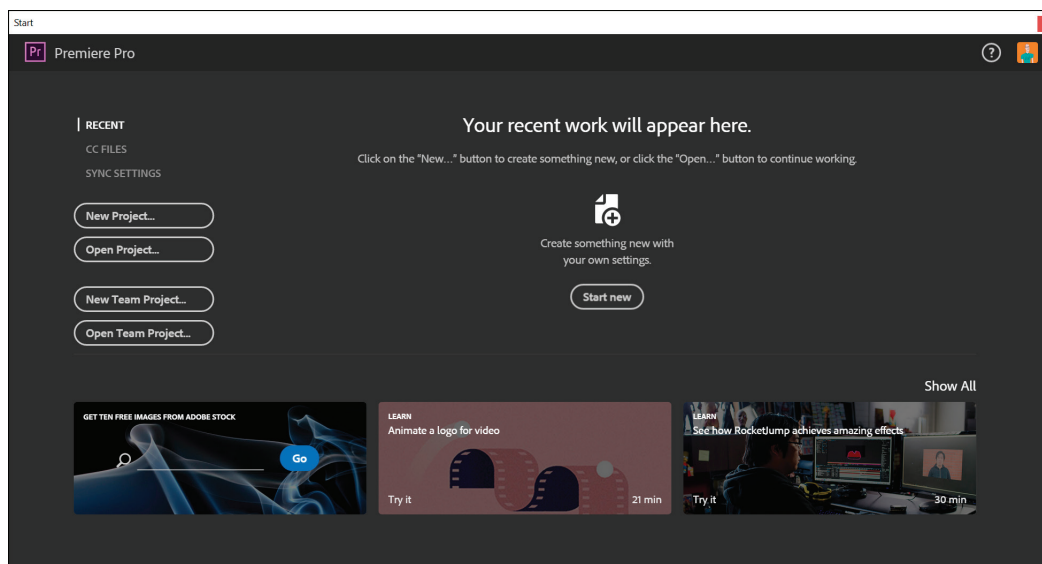 Start
Pr Premiere Pro
?
RECENT
CC FILES
SYNC SETTINGS
New Project...
Open Project...
New Team Project...
Open Team Project...
Your recent work will appear here.
Click on the "New..." button to create something new, or click the "Open..." button to continue working.
Create something new with
your own settings.
Start new
Show All
GET TEN FREE IMAGES FROM ADOBE STOCK
Go
LEARN
Animate a logo for video
Try it
21 min
LEARN
See how RocketJump achieves amazing effects
Try it
30 min